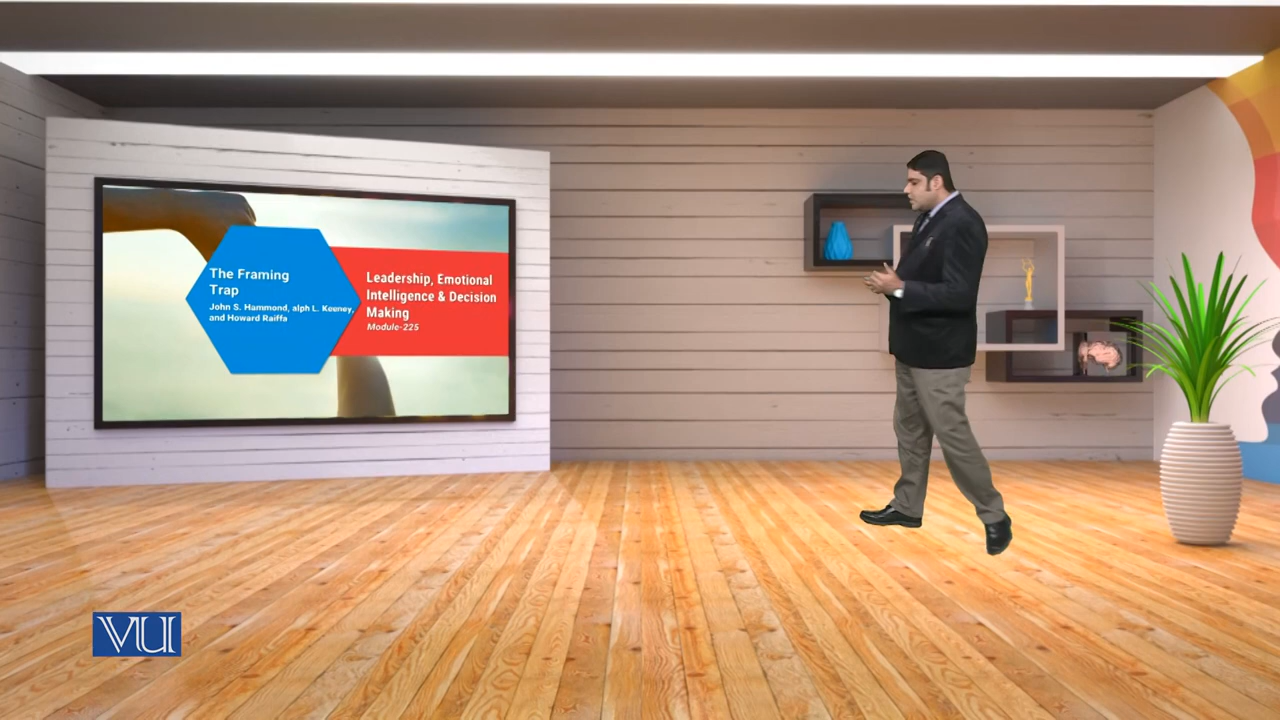 The Framing
Trap
John S. Hammond, alph L. Keeney,
and Howard Raiffa
Leadership, Emotional
Intelligence & Decision
Making
Module-225
VU